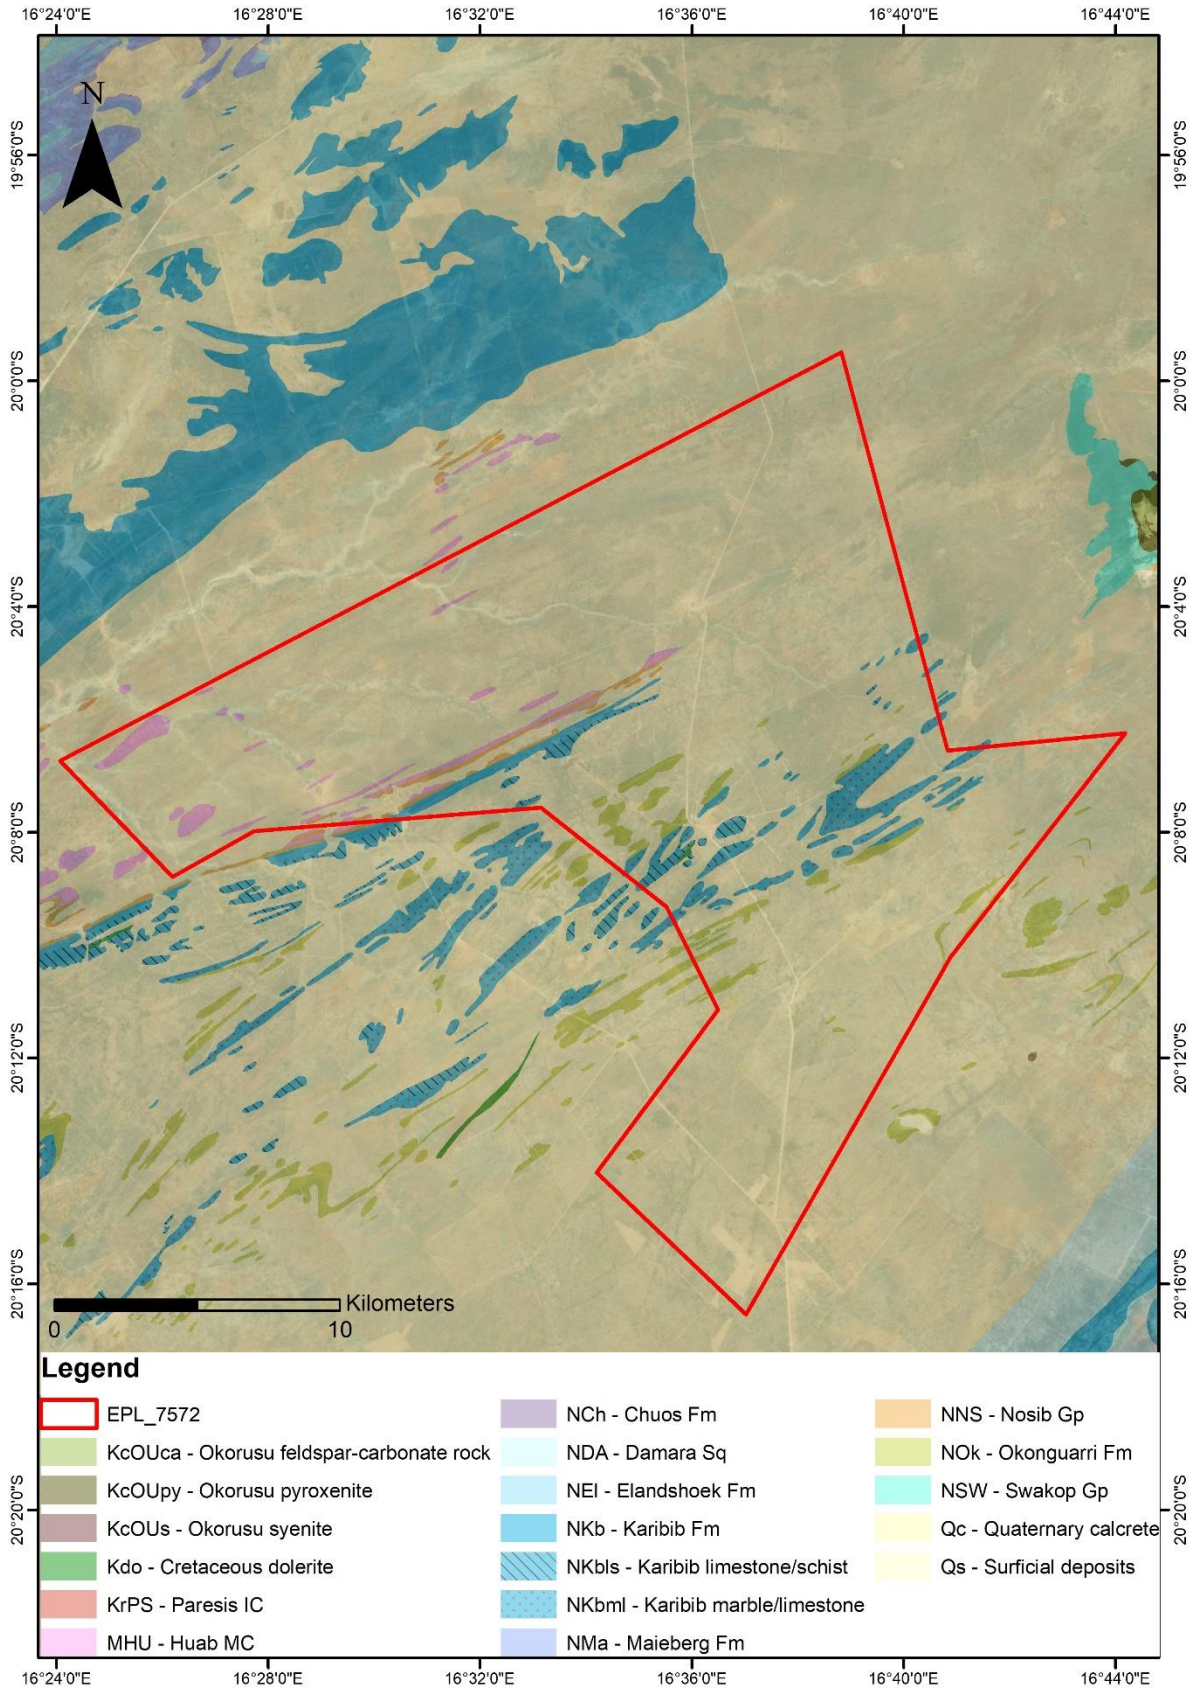 16°24'0"E 16°28'0"E 16°32'0"E 16°36'0"E 16°40'0"E 16°44'0"E
N
19°56'0"S 19°56'0"S
20°0'0"S 20°0'0"S
20°4'0"S 20°4'0"S
20°8'0"S 20°8'0"S
20°12'0"S 20°12'0"S
20°16'0"S 20°16'0"S
Kilometers
0 10
Legend
EPL_7572
KcOUca - Okorusu feldspar-carbonate rock
KcOUpy - Okorusu pyroxenite
KcOUs - Okorusu syenite
Kdo - Cretaceous dolerite
KrPS - Paresis IC
MHU - Huab MC
NCh - Chuos Fm
NDA - Damara Sq
NEl - Elandshoek Fm
NKb - Karibib Fm
NKbls - Karibib limestone/schist
NKbml - Karibib marble/limestone
NMa - Maieberg Fm
NNS - Nosib Gp
NOk - Okonguarri Fm
NSW - Swakop Gp
Qc - Quaternary calcrete
Qs - Surficial deposits
20°20'0"S 20°20'0"S
16°24'0"E 16°28'0"E 16°32'0"E 16°36'0"E 16°40'0"E 16°44'0"E